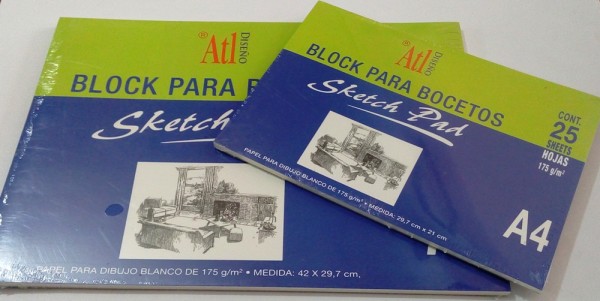 ®Atl DISEÑO
BLOCK PARA B
Sketch
PAPEL PARA DIBUJO BLANCO DE 175 g/m² • MEDIDA: 42 X 29,7 cm,
®Atl DISEÑO
BLOCK PARA BOCETOS
Sketch Pad
CONT.
25
SHEETS
HOJAS
175 g/m²
PAPEL PARA DIBUJO BLANCO DE 175 g/m² • MEDIDA: 29,7 cm X 21 cm
A4